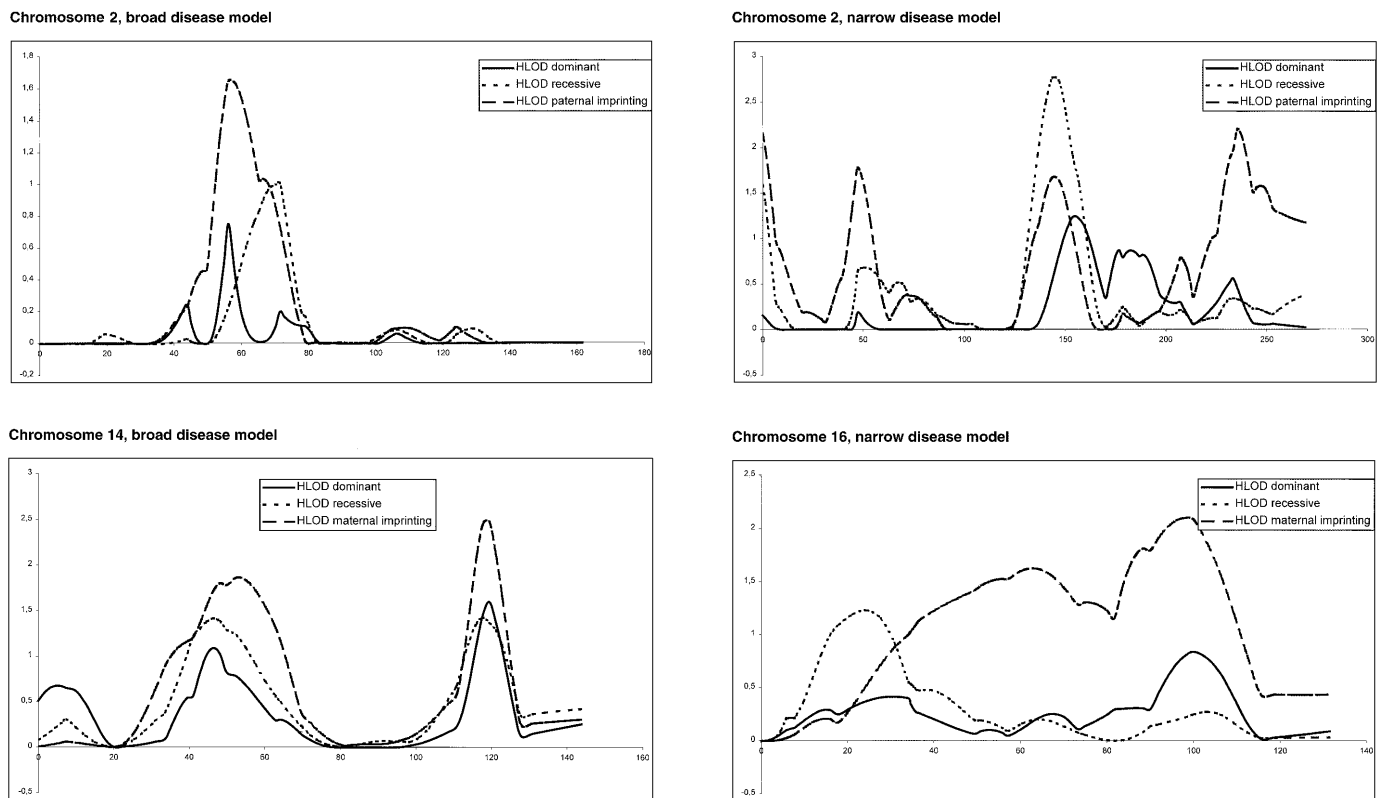 Chromosome 2, broad disease model
1,8
1,6
1,4
1,2
1
0,8
0,6
0,4
0,2
0
-0,2
0 20 40 60 80 100 120 140 160 180
HLOD dominant
HLOD recessive
HLOD paternal imprinting
Chromosome 2, narrow disease model
3
2,5
2
1,5
1
0,5
0
-0,5
0 50 100 150 200 250 300
HLOD dominant
HLOD recessive
HLOD paternal imprinting
Chromosome 14, broad disease model
3
2,5
2
1,5
1
0,5
0
-0,5
0 20 40 60 80 100 120 140 160
HLOD dominant
HLOD recessive
HLOD maternal imprinting
Chromosome 16, narrow disease model
2,5
2
1,5
1
0,5
0
-0,5
0 20 40 60 80 100 120 140
HLOD dominant
HLOD recessive
HLOD maternal imprinting